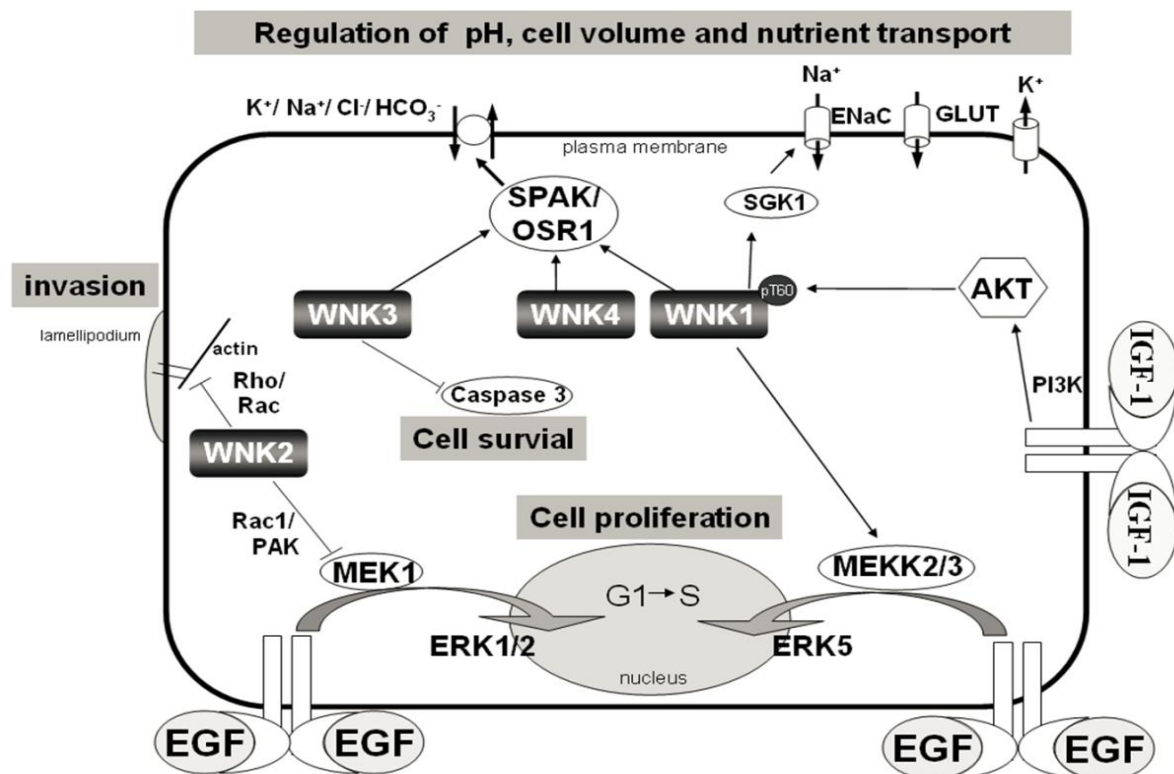 Regulation of pH, cell volume and nutrient transport
K⁺/ Na⁺/ Cl⁻/ HCO₃⁻
Na⁺
ENaC
GLUT
K⁺
plasma membrane
SPAK/
OSR1
SGK1
invasion
lamellipodium
WNK3
WNK4
WNK1
pT60
AKT
actin
Rho/
Rac
Caspase 3
Cell survial
PI3K
IGF-1
IGF-1
WNK2
Rac1/
PAK
Cell proliferation
MEK1
MEKK2/3
G1→S
ERK1/2
ERK5
nucleus
EGF
EGF
EGF
EGF